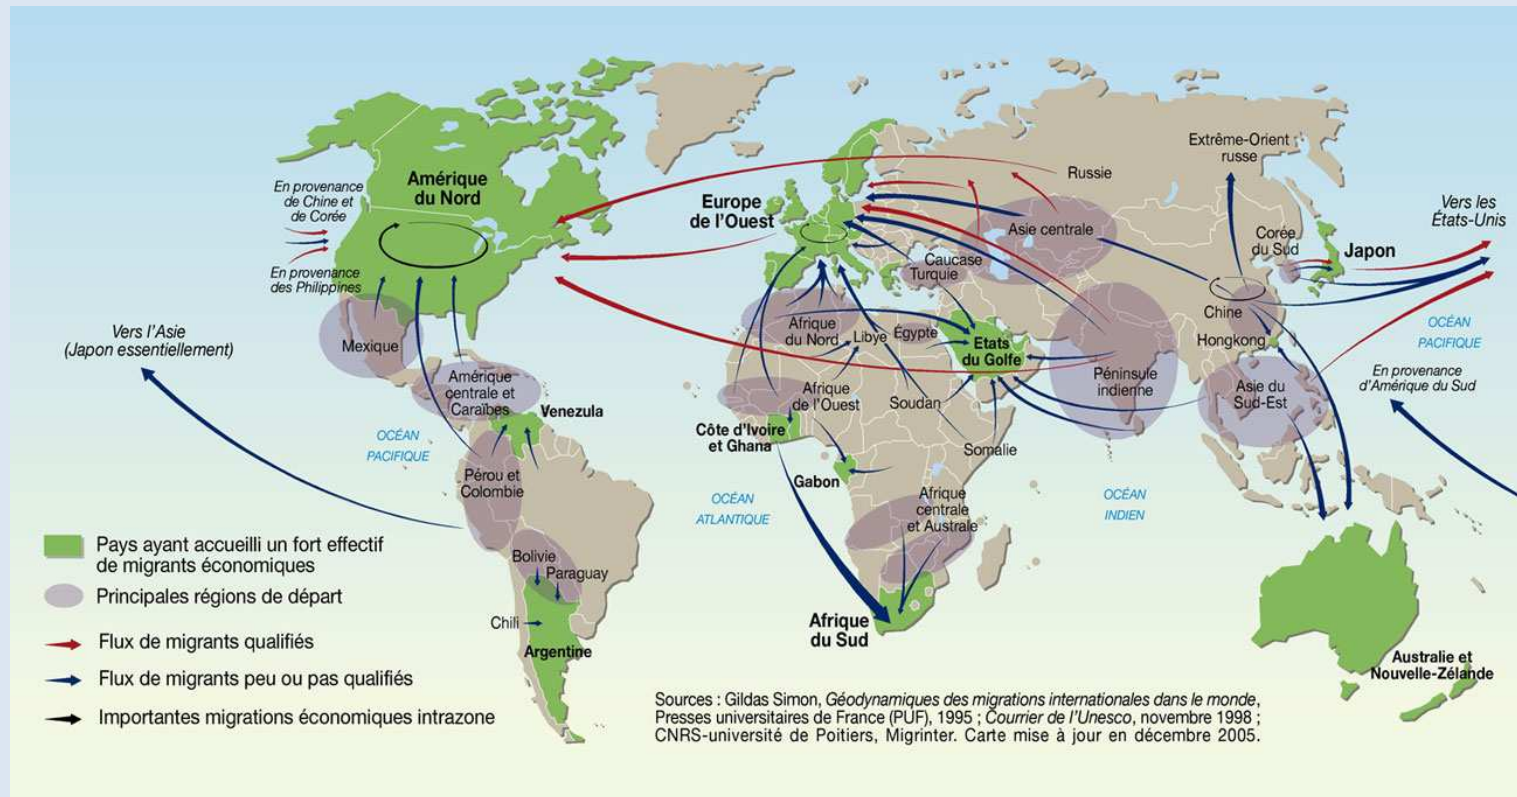 Amérique
du Nord
En provenance
de Chine et
de Corée
En provenance
des Philippines
Vers l'Asie
(Japon essentiellement)
Mexique
Amérique
centrale et
Caraïbes
Venezula
OCÉAN
PACIFIQUE
Pérou et
Colombie
Bolivie
Paraguay
Chili
Argentine
Europe
de l'Ouest
Russie
Extrême-Orient
russe
Asie centrale
Caucase
Turquie
Corée
du Sud
Japon
Vers les
États-Unis
Chine
Hongkong
OCÉAN
PACIFIQUE
En provenance
d'Amérique du Sud
Afrique
du Nord
Libye
Égypte
Etats
du Golfe
Péninsule
indienne
Asie du
Sud-Est
Afrique
de l'Ouest
Soudan
Somalie
Côte d'Ivoire
et Ghana
Gabon
OCÉAN
ATLANTIQUE
Afrique
centrale
et Australe
OCÉAN
INDIEN
Afrique
du Sud
Australie et
Nouvelle-Zélande
Pays ayant accueilli un fort effectif
de migrants économiques
Principales régions de départ
Flux de migrants qualifiés
Flux de migrants peu ou pas qualifiés
Importantes migrations économiques intrazone
Sources : Gildas Simon, Géodynamiques des migrations internationales dans le monde,
Presses universitaires de France (PUF), 1995 ; Courrier de l'Unesco, novembre 1998 ;
CNRS-université de Poitiers, Migrinter. Carte mise à jour en décembre 2005.